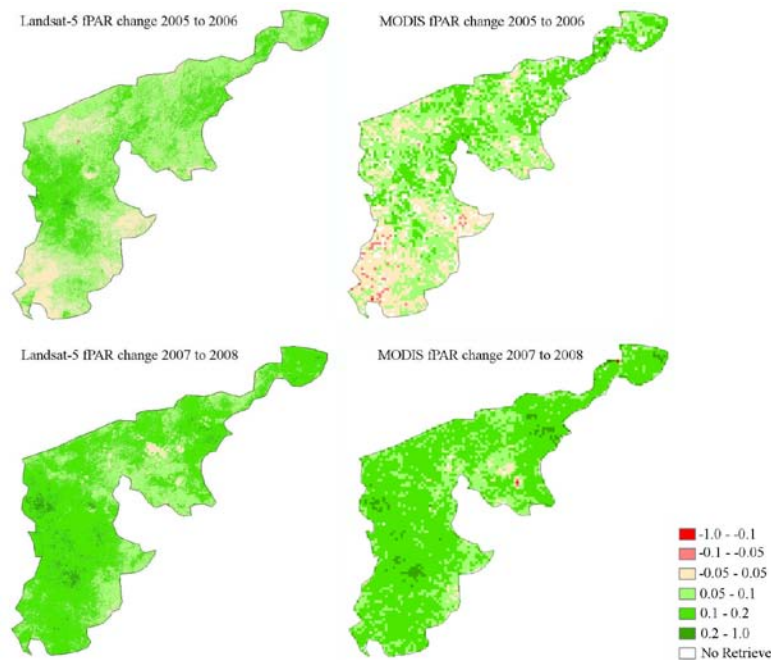 Landsat-5 fPAR change 2005 to 2006
MODIS fPAR change 2005 to 2006
Landsat-5 fPAR change 2007 to 2008
MODIS fPAR change 2007 to 2008
-1.0 - -0.1
-0.1 - -0.05
-0.05 - 0.05
0.05 - 0.1
0.1 - 0.2
0.2 - 1.0
No Retrieve